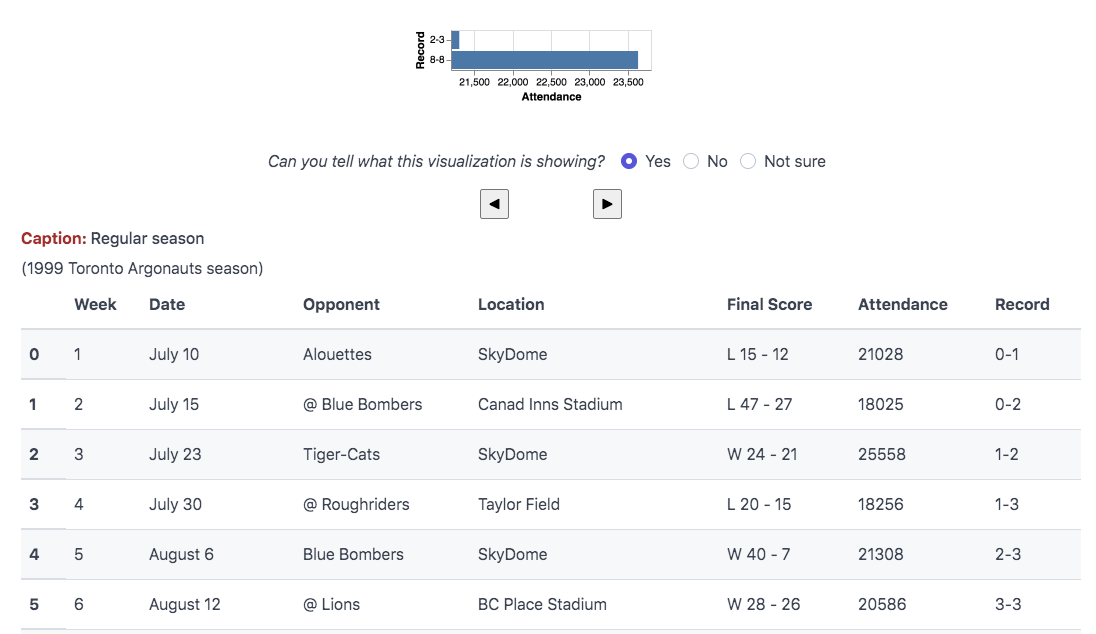 Record
2-3
8-8
21,500 22,000 22,500 23,000 23,500
Attendance
Can you tell what this visualization is showing? Yes No Not sure
◀ ▶
Caption: Regular season
(1999 Toronto Argonauts season)
Week Date Opponent Location Final Score Attendance Record
0 1 July 10 Alouettes SkyDome L 15 - 12 21028 0-1
1 2 July 15 @ Blue Bombers Canad Inns Stadium L 47 - 27 18025 0-2
2 3 July 23 Tiger-Cats SkyDome W 24 - 21 25558 1-2
3 4 July 30 @ Roughriders Taylor Field L 20 - 15 18256 1-3
4 5 August 6 Blue Bombers SkyDome W 40 - 7 21308 2-3
5 6 August 12 @ Lions BC Place Stadium W 28 - 26 20586 3-3